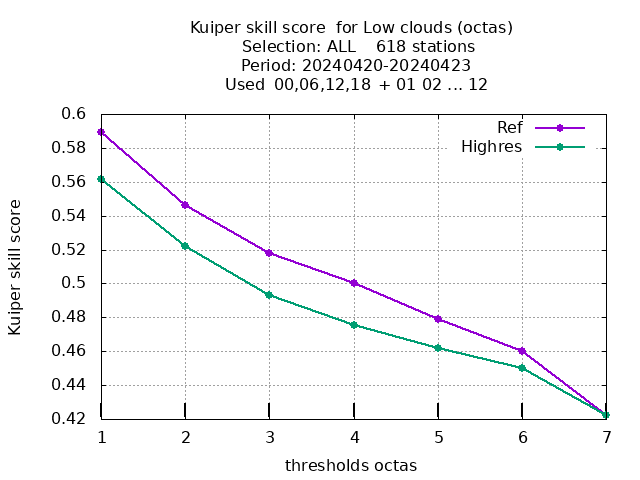 Kuiper skill score  for Low clouds (octas)
Selection: ALL    618 stations
Period: 20240420-20240423
Used  00,06,12,18 + 01 02 ... 12
Ref
Highres
Kuiper skill score
0.6
0.58
0.56
0.54
0.52
0.5
0.48
0.46
0.44
0.42
1 2 3 4 5 6 7
thresholds octas